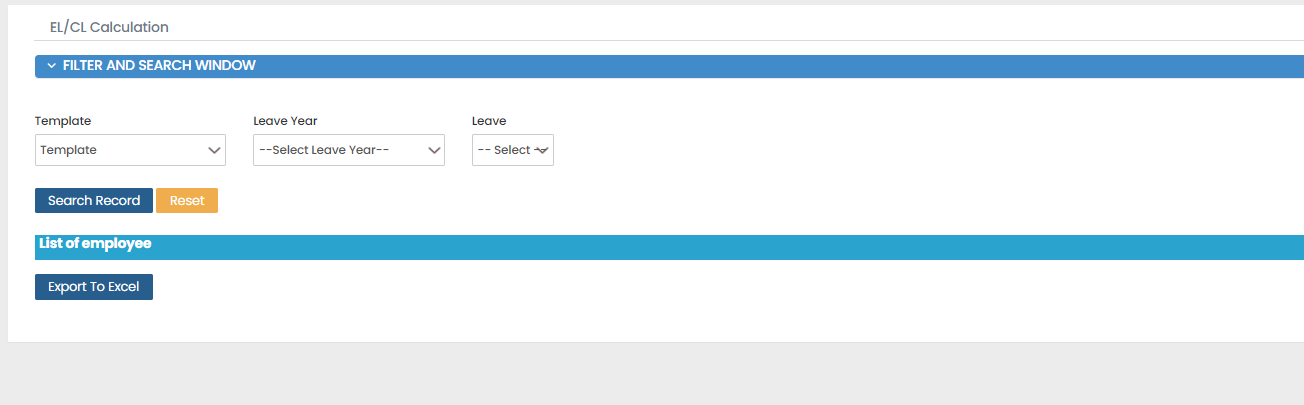 EL/CL Calculation
FILTER AND SEARCH WINDOW
Template Leave Year Leave
Template --Select Leave Year-- -- Select --
Search Record Reset
List of employee
Export To Excel